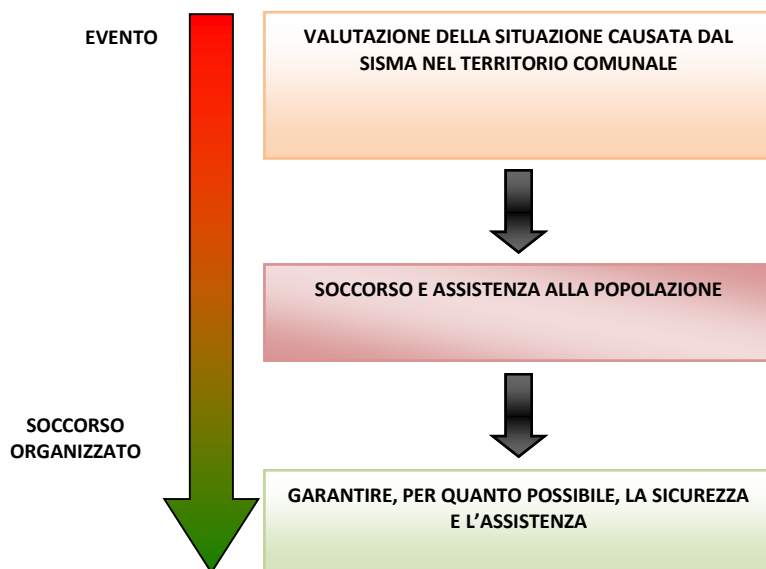 EVENTO
VALUTAZIONE DELLA SITUAZIONE CAUSATA DAL
SISMA NEL TERRITORIO COMUNALE
SOCCORSO E ASSISTENZA ALLA POPOLAZIONE
SOCCORSO
ORGANIZZATO
GARANTIRE, PER QUANTO POSSIBILE, LA SICUREZZA
E L’ASSISTENZA